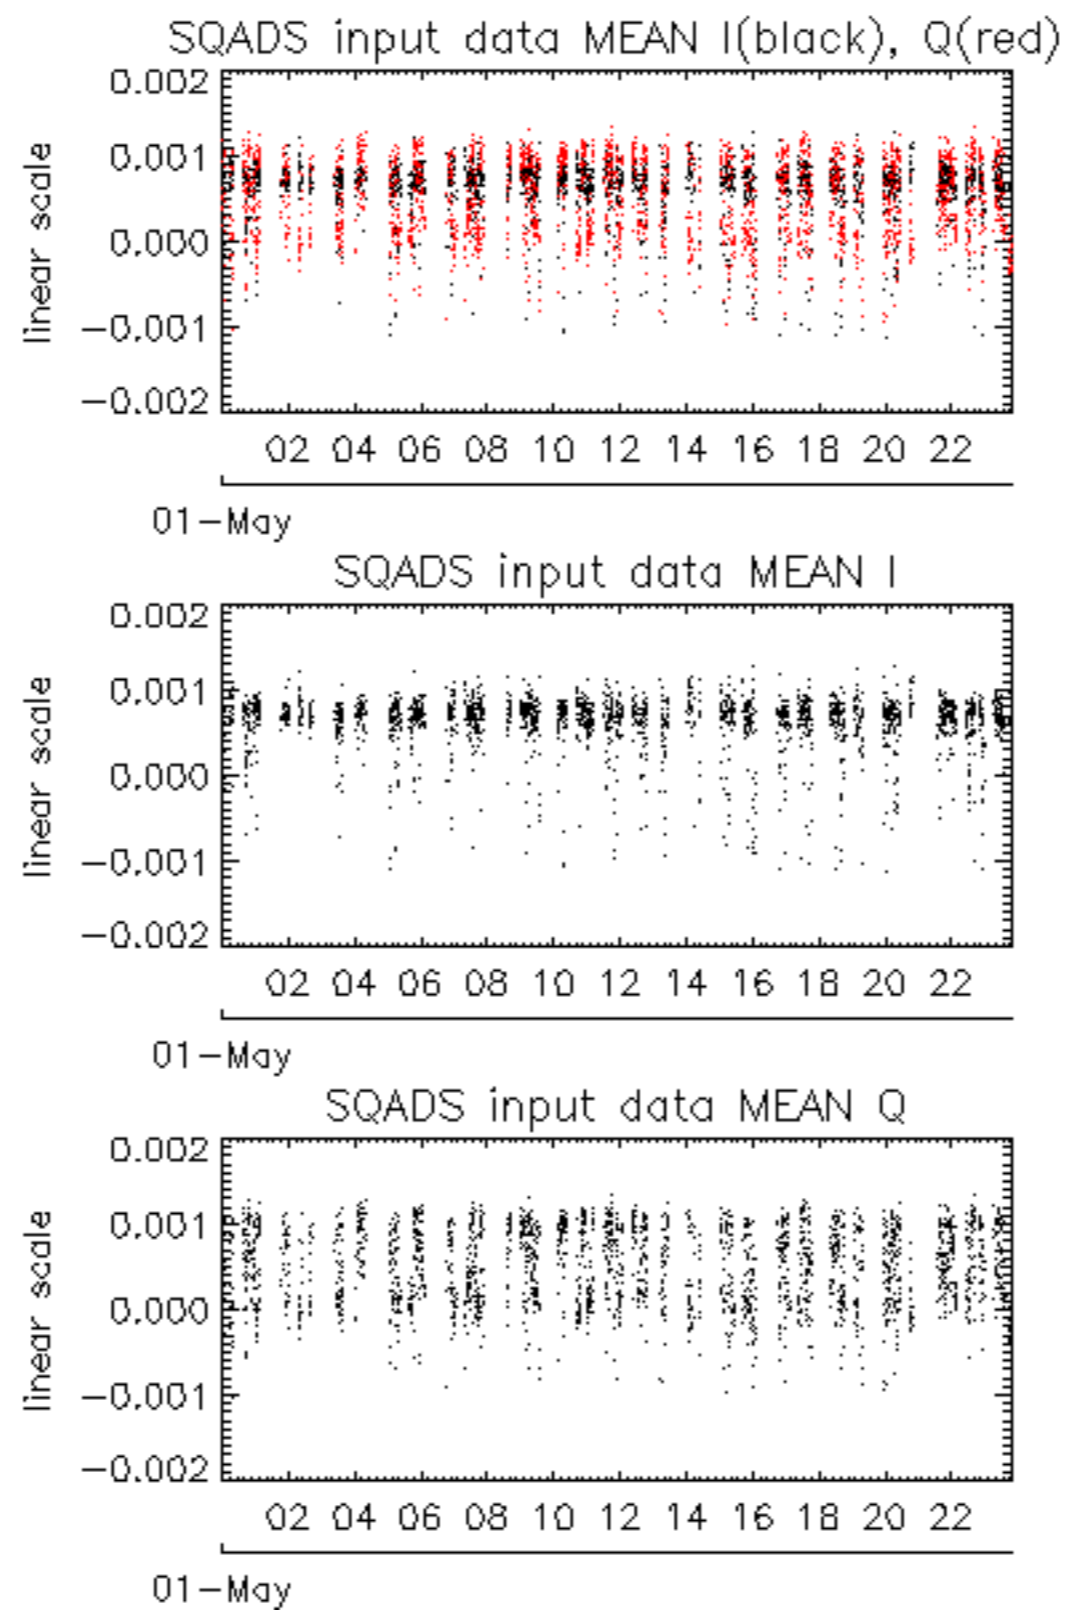 SQADS input data MEAN I(black), Q(red)
0.002
0.001
0.000
−0.001
−0.002
linear scale
02 04 06 08 10 12 14 16 18 20 22
01−May
SQADS input data MEAN I
0.002
0.001
0.000
−0.001
−0.002
linear scale
02 04 06 08 10 12 14 16 18 20 22
01−May
SQADS input data MEAN Q
0.002
0.001
0.000
−0.001
−0.002
linear scale
02 04 06 08 10 12 14 16 18 20 22
01−May